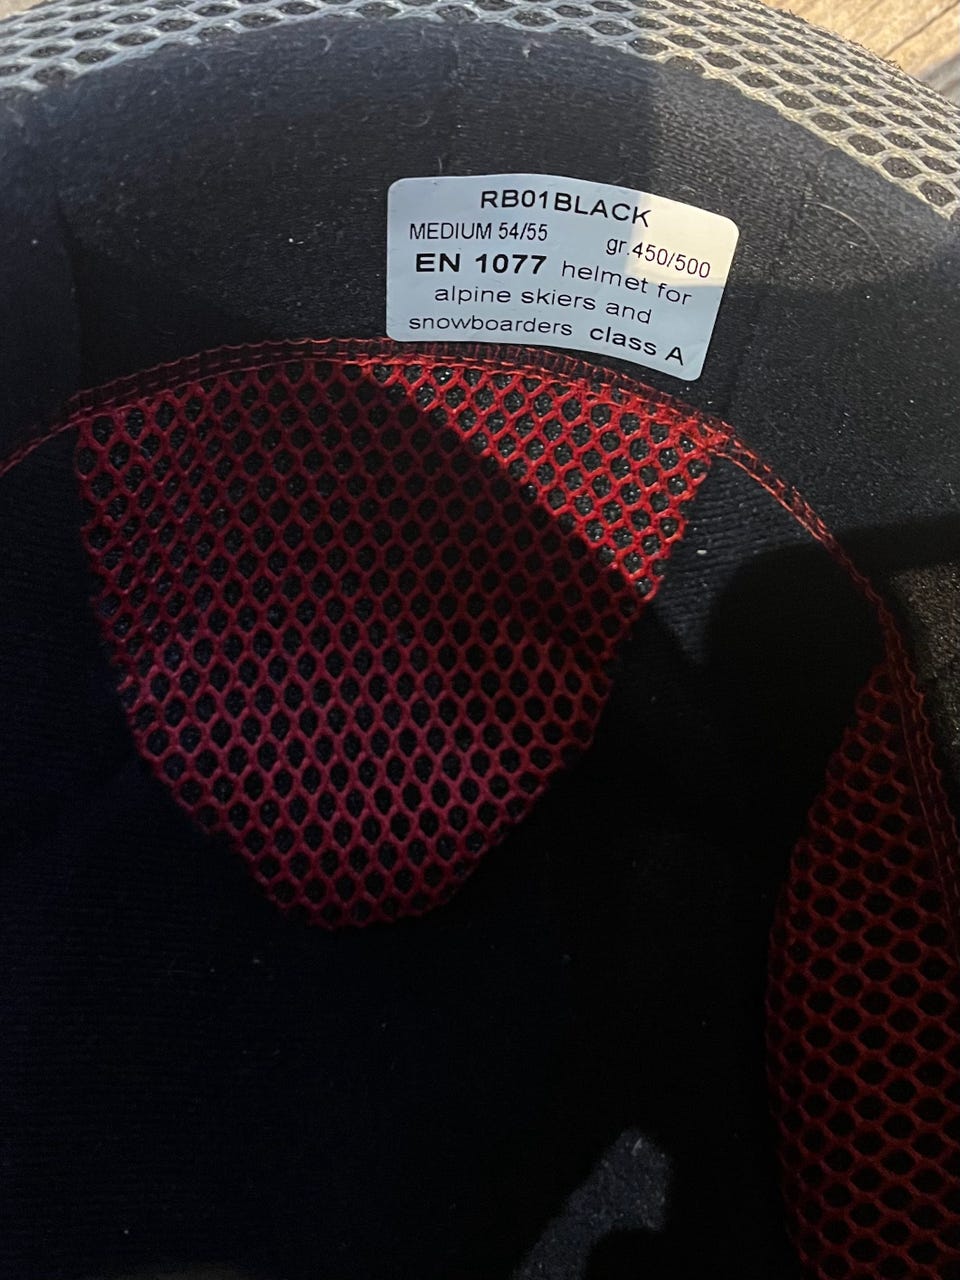 RB01BLACK
MEDIUM 54/55 gr.450/500
EN 1077 helmet for
alpine skiers and
snowboarders class A